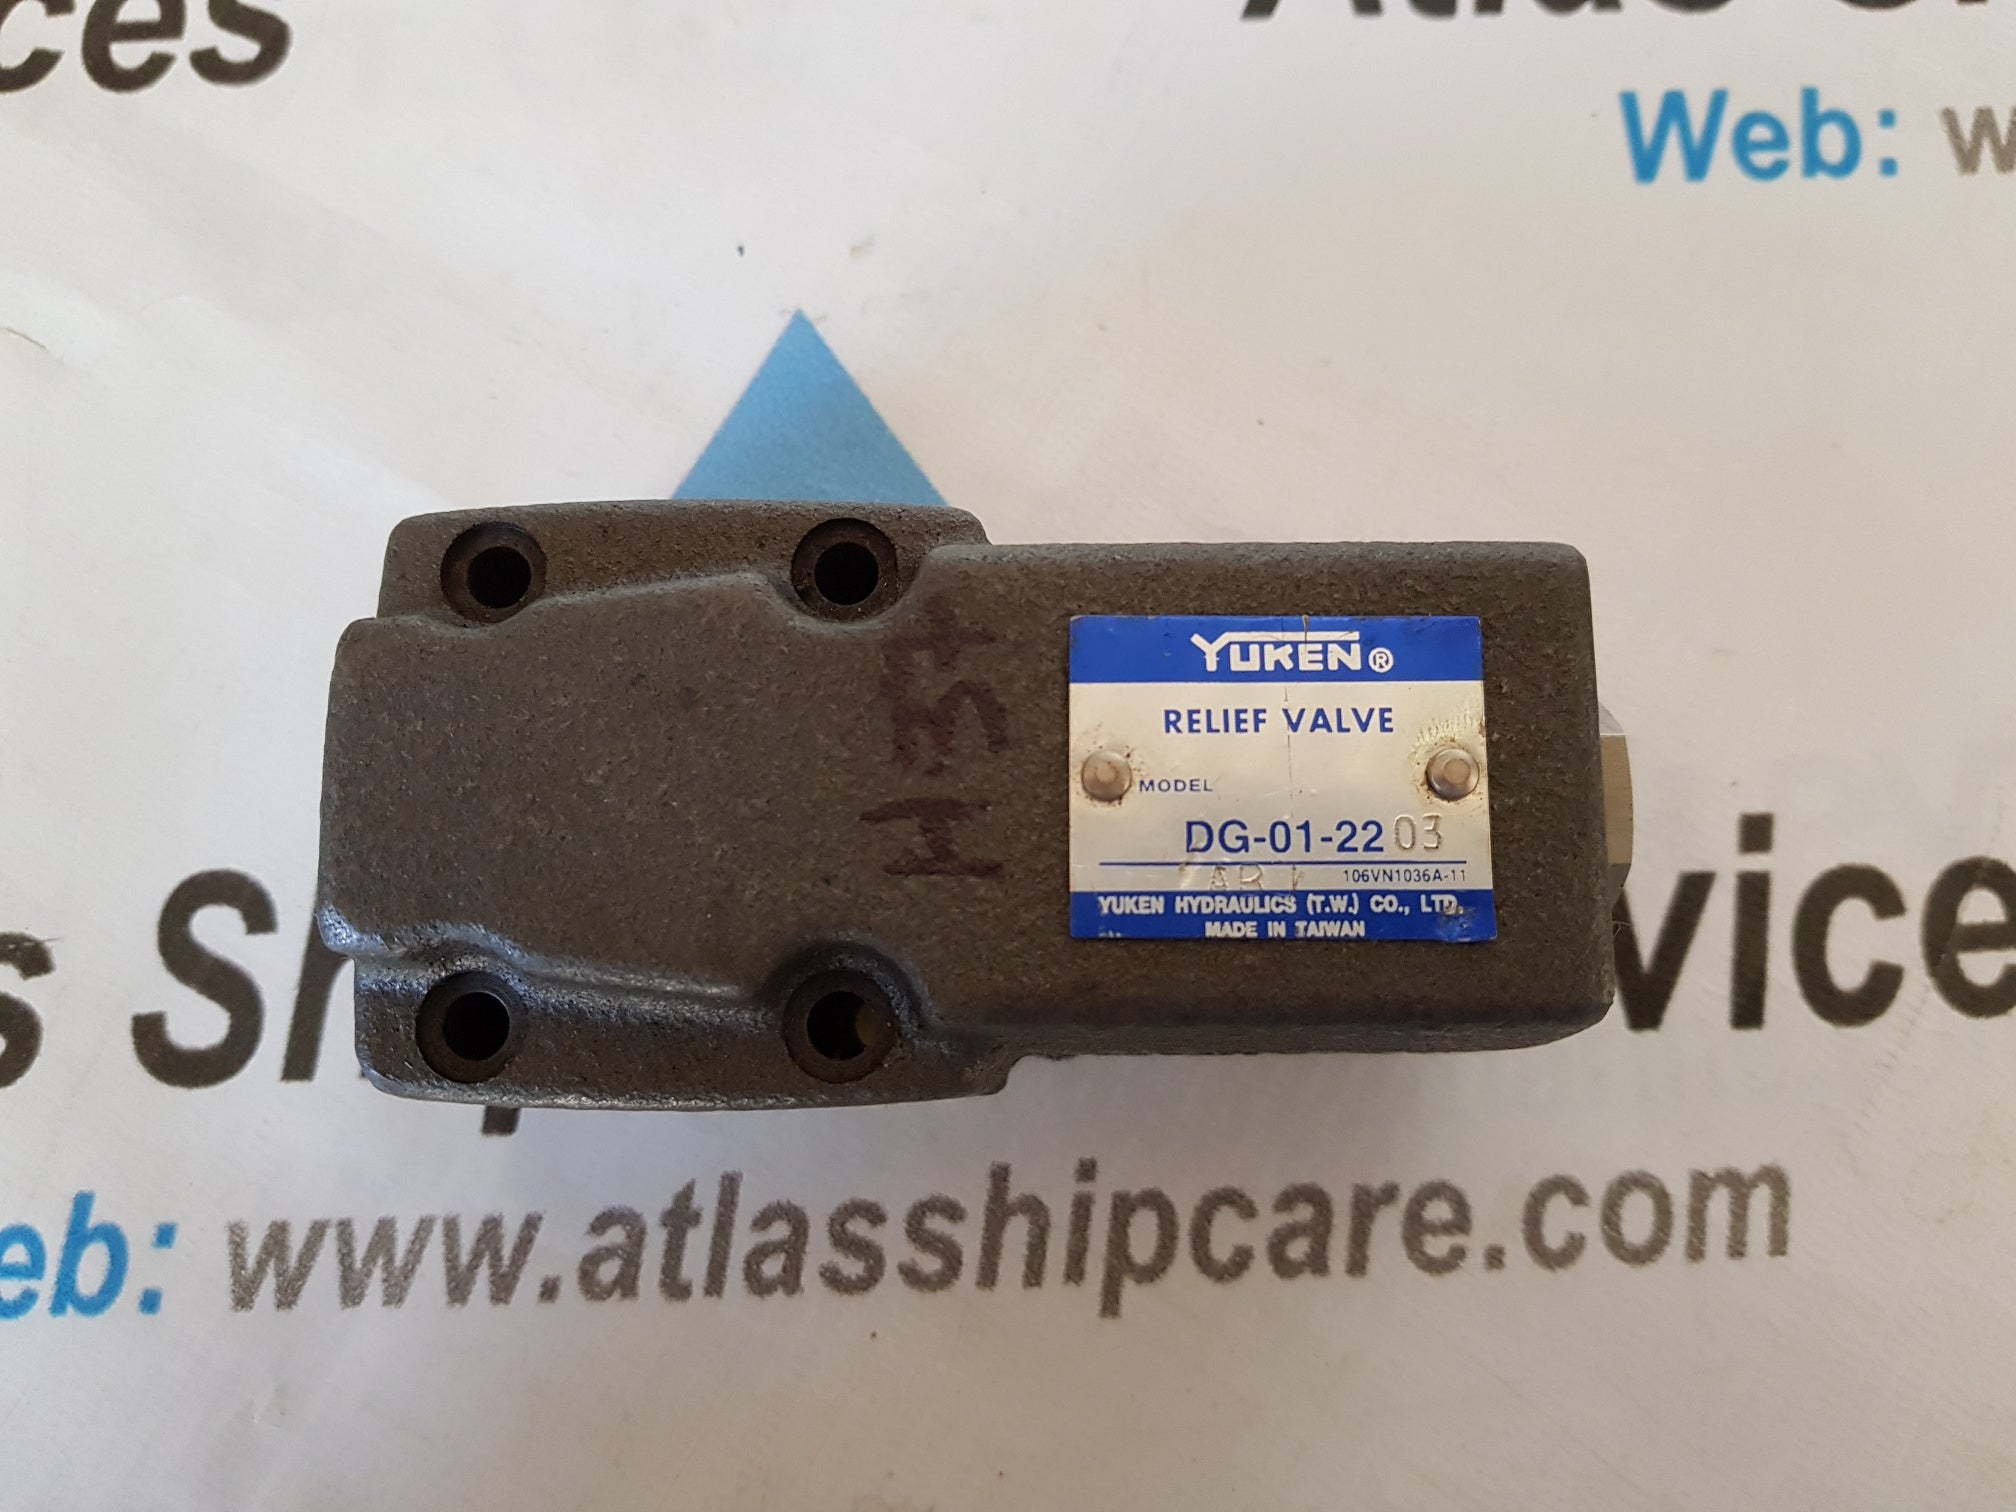 ces
Web:
YUKEN®
RELIEF VALVE
MODEL
DG-01-22 03
106VN1036A-11
YUKEN HYDRAULICS (T.W.) CO., LTD.
MADE IN TAIWAN
s Sh
vice
eb: www.atlasshipcare.com